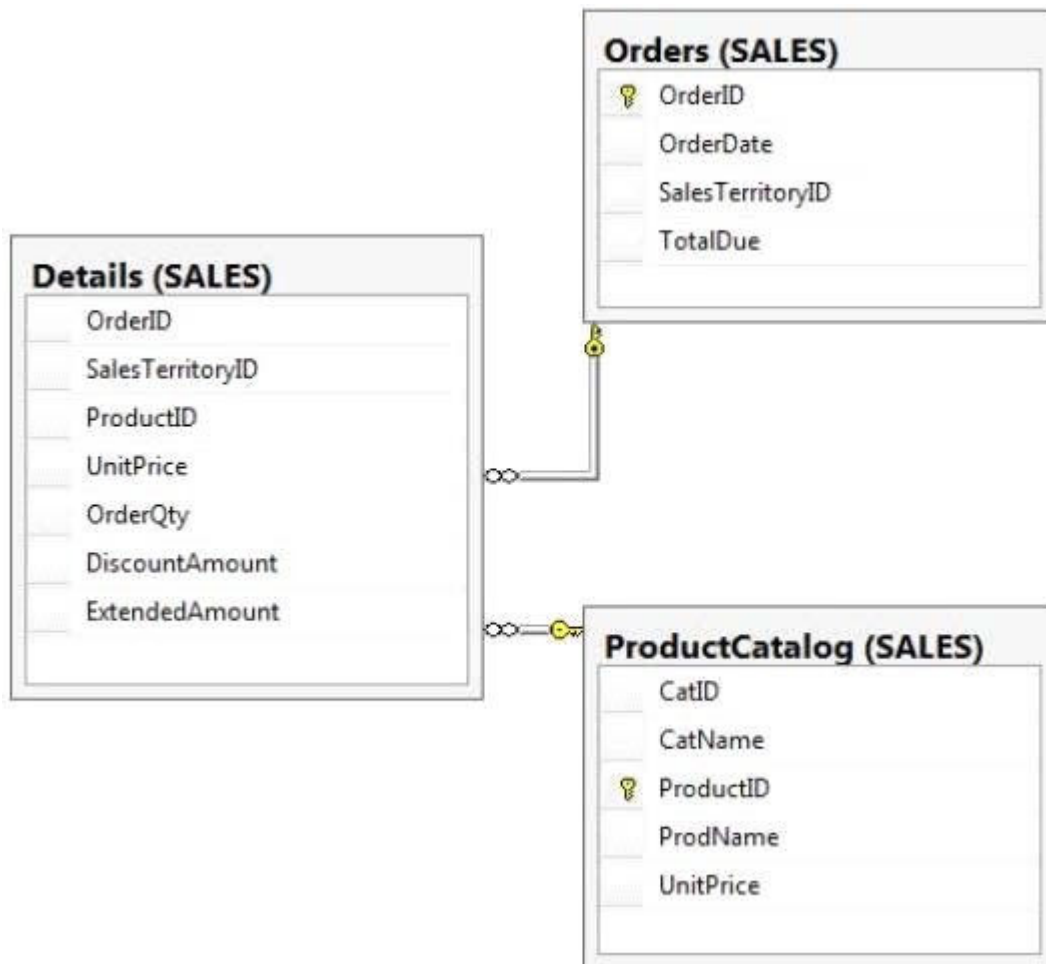 Orders (SALES)
OrderID
OrderDate
SalesTerritoryID
TotalDue
Details (SALES)
OrderID
SalesTerritoryID
ProductID
UnitPrice
OrderQty
DiscountAmount
ExtendedAmount
ProductCatalog (SALES)
CatID
CatName
ProductID
ProdName
UnitPrice